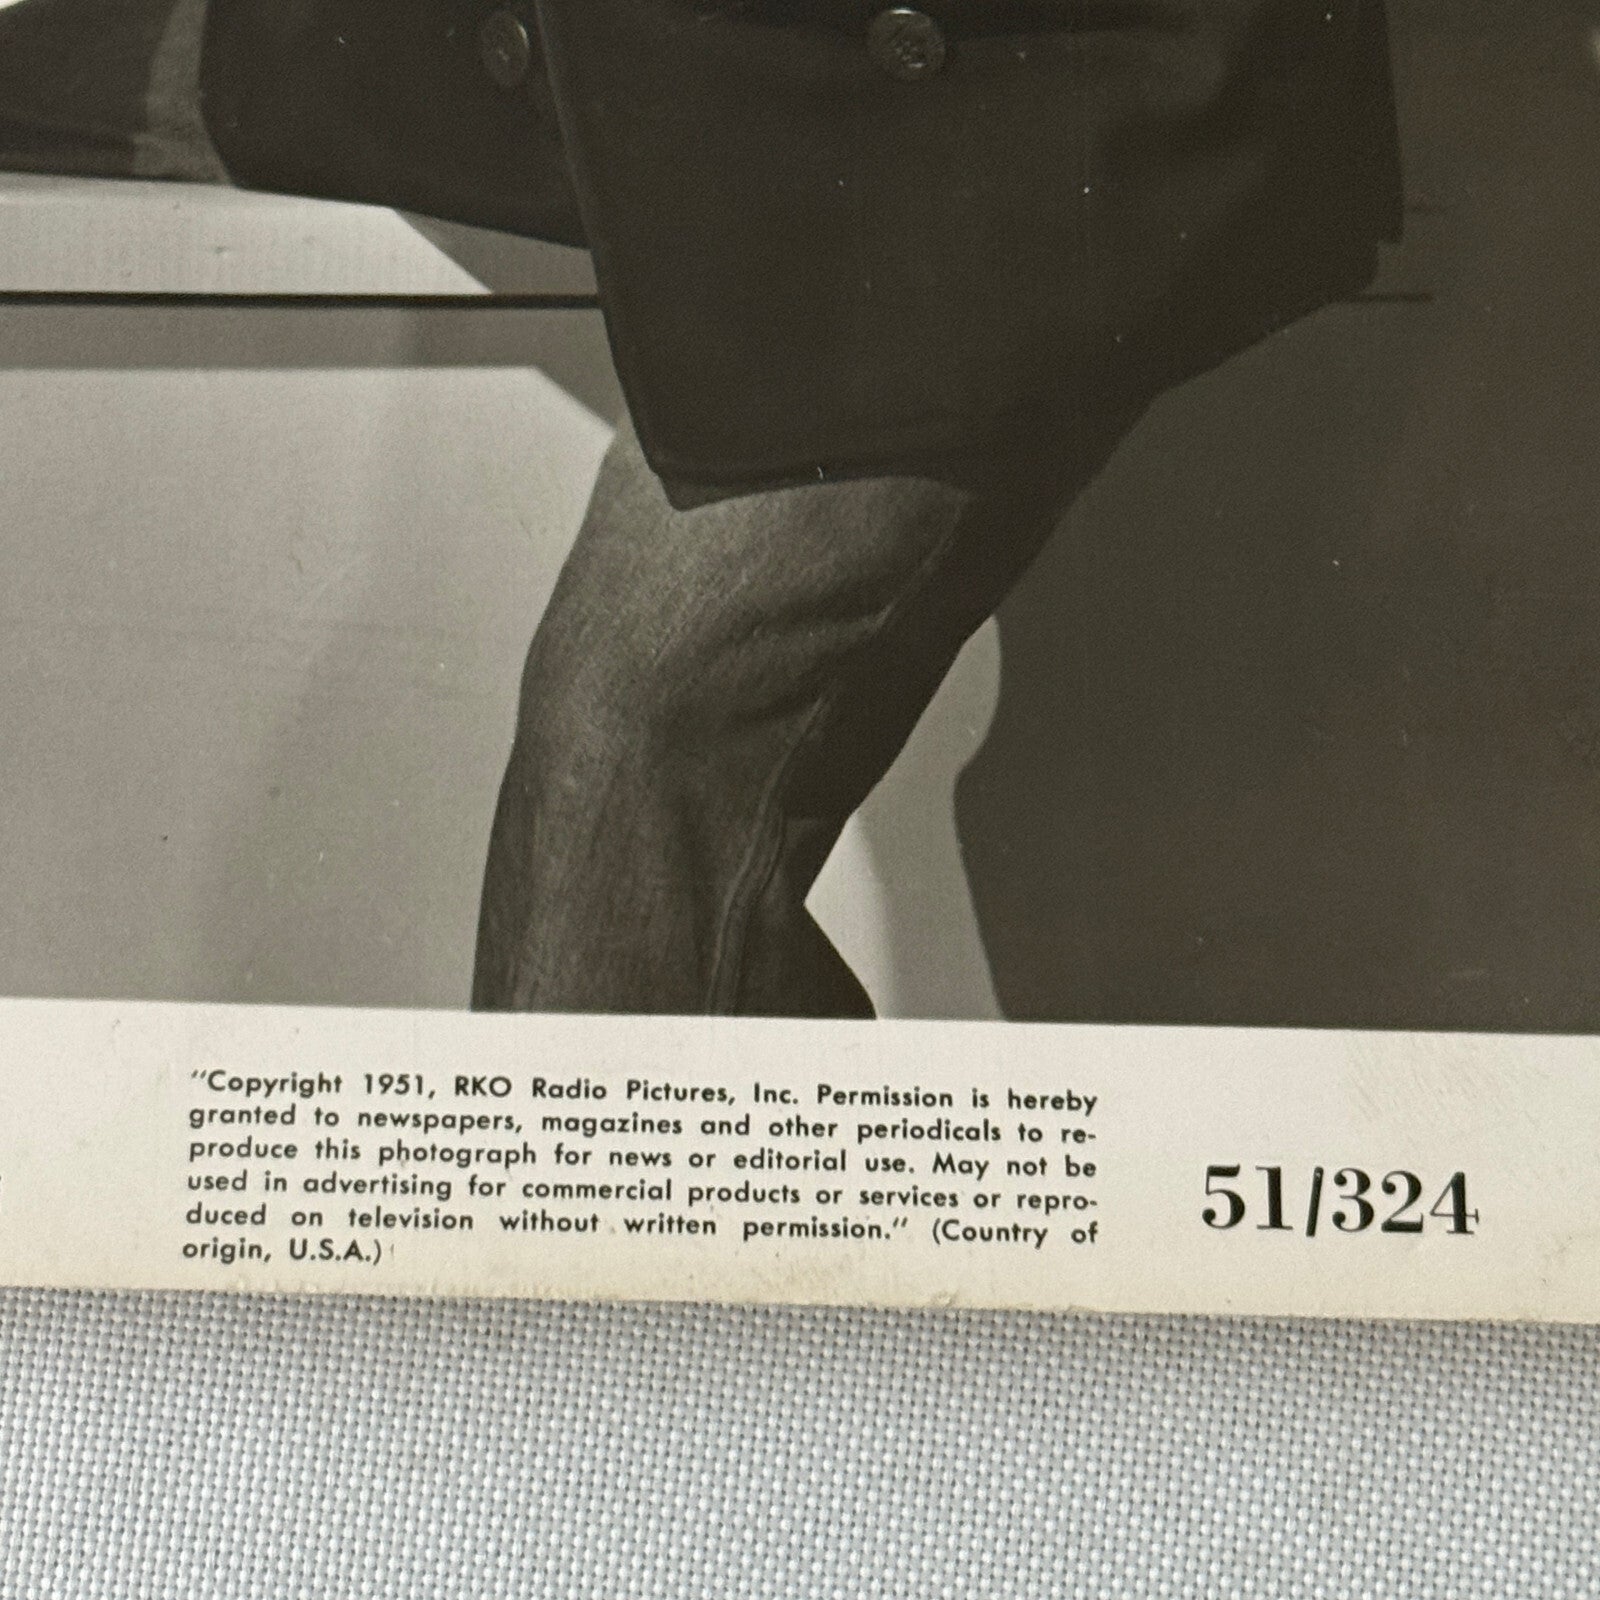 "Copyright 1951, RKO Radio Pictures, Inc. Permission is hereby
granted to newspapers, magazines and other periodicals to re-
produce this photograph for news or editorial use. May not be
used in advertising for commercial products or services or repro-
duced on television without written permission." (Country of
origin, U.S.A.)
51/324